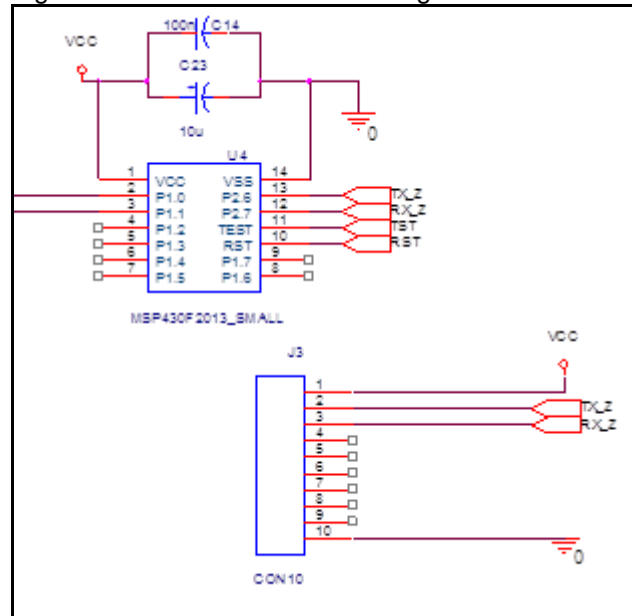 VCC
100n
C14
C23
10u
0
U4
1 VCC VSS 14
2 P1.0 P2.6 13 TX_Z
3 P1.1 P2.7 12 RX_Z
4 P1.2 TEST 11 TST
5 P1.3 RST 10 RST
6 P1.4 P1.7 9
7 P1.5 P1.6 8
MSP430F2013_SMALL
J3
VCC
1
2 TX_Z
3 RX_Z
4
5
6
7
8
9
10
0
CON10